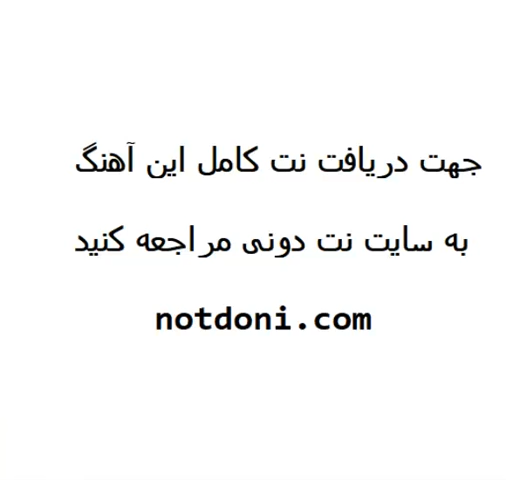 جهت دریافت نت کامل این آهنگ
به سایت نت دونی مراجعه کنید
notdoni.com